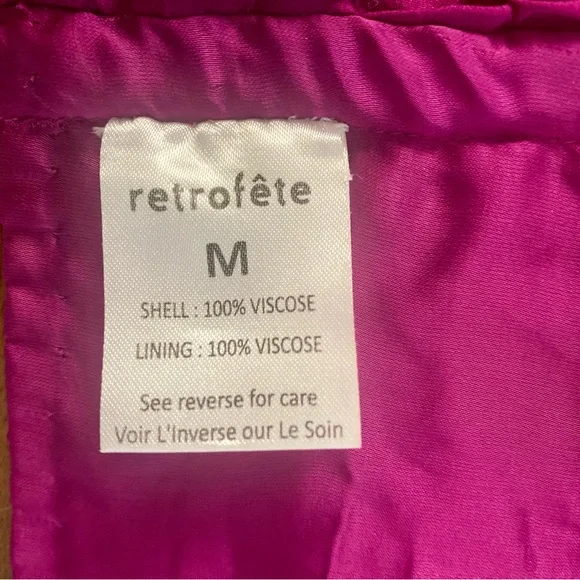 retrofête
M
SHELL : 100% VISCOSE
LINING : 100% VISCOSE
See reverse for care
Voir L'Inverse our Le Soin